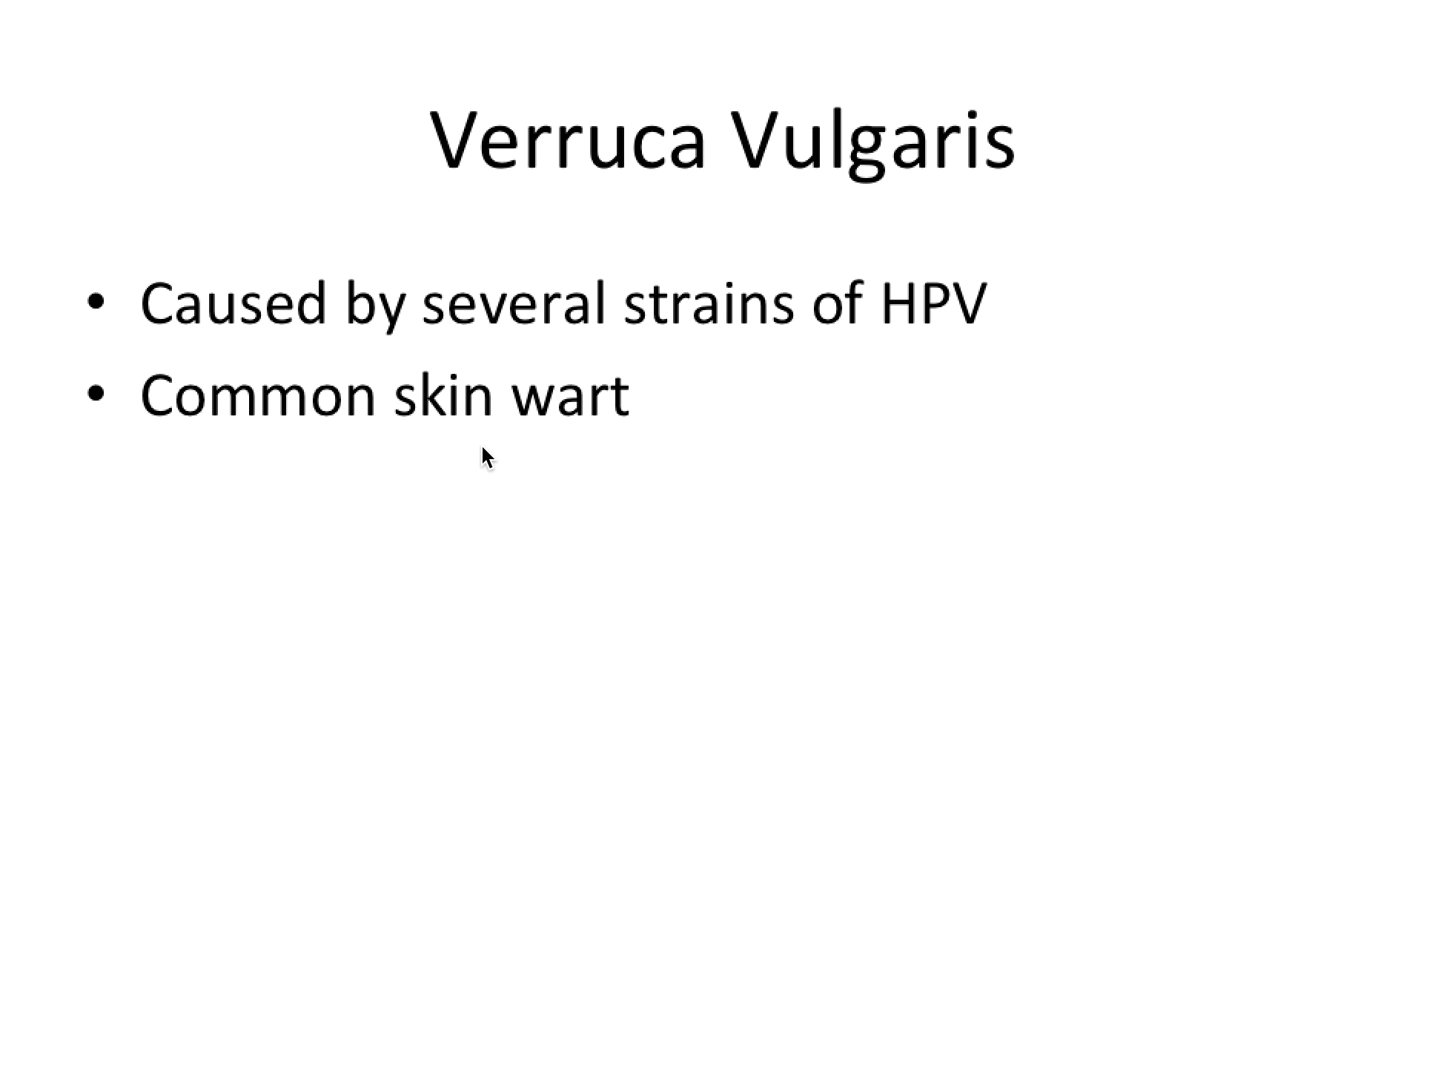 Verruca Vulgaris
• Caused by several strains of HPV
• Common skin wart